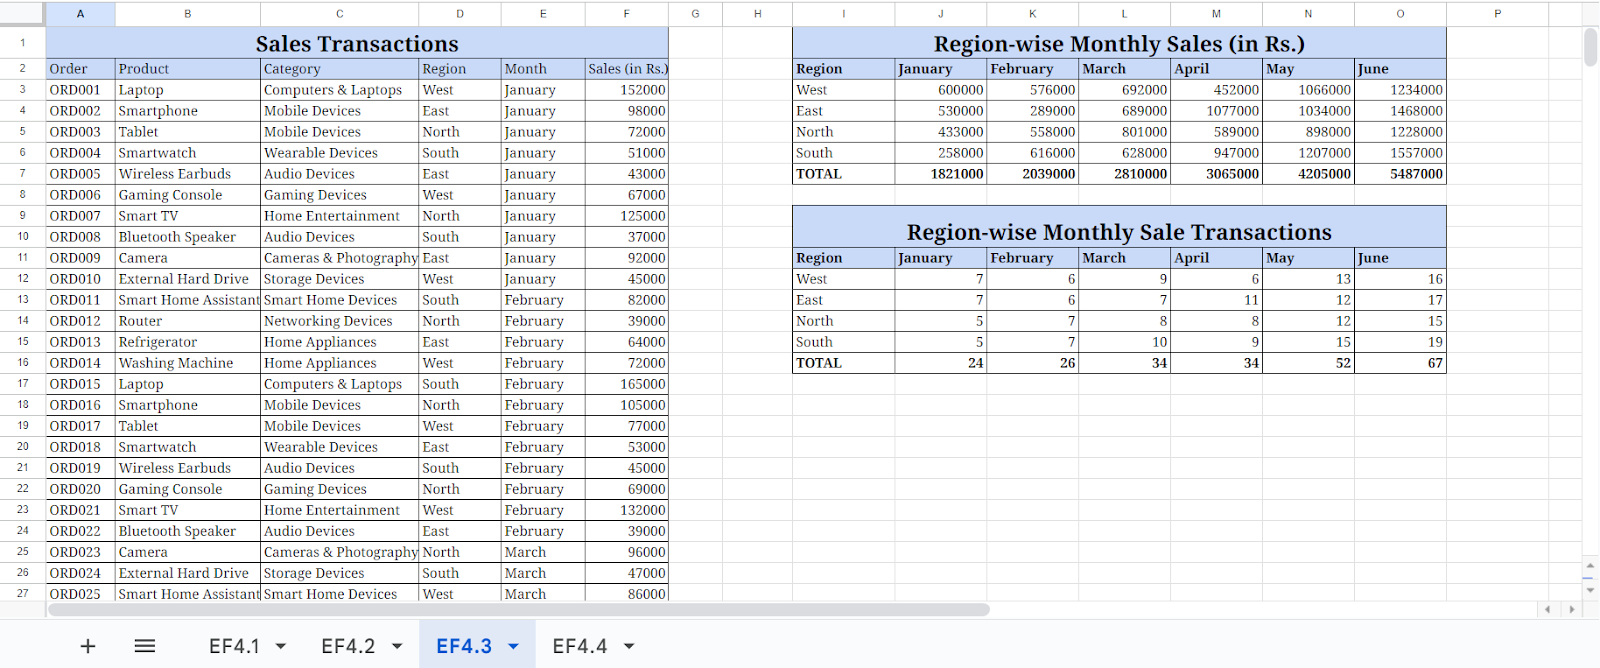 A B C D E F G H I J K L M N O P
1 Sales Transactions Region-wise Monthly Sales (in Rs.)
2 Order Product Category Region Month Sales (in Rs.) Region January February March April May June
3 ORD001 Laptop Computers & Laptops West January 152000 West 600000 576000 692000 452000 1066000 1234000
4 ORD002 Smartphone Mobile Devices East January 98000 East 530000 289000 689000 1077000 1034000 1468000
5 ORD003 Tablet Mobile Devices North January 72000 North 433000 558000 801000 589000 898000 1228000
6 ORD004 Smartwatch Wearable Devices South January 51000 South 258000 616000 628000 947000 1207000 1557000
7 ORD005 Wireless Earbuds Audio Devices East January 43000 TOTAL 1821000 2039000 2810000 3065000 4205000 5487000
8 ORD006 Gaming Console Gaming Devices West January 67000
9 ORD007 Smart TV Home Entertainment North January 125000
10 ORD008 Bluetooth Speaker Audio Devices South January 37000 Region-wise Monthly Sale Transactions
11 ORD009 Camera Cameras & Photography East January 92000 Region January February March April May June
12 ORD010 External Hard Drive Storage Devices West January 45000 West 7 6 9 6 13 16
13 ORD011 Smart Home Assistant Smart Home Devices South February 82000 East 7 6 7 11 12 17
14 ORD012 Router Networking Devices North February 39000 North 5 7 8 8 12 15
15 ORD013 Refrigerator Home Appliances East February 64000 South 5 7 10 9 15 19
16 ORD014 Washing Machine Home Appliances West February 72000 TOTAL 24 26 34 34 52 67
17 ORD015 Laptop Computers & Laptops South February 165000
18 ORD016 Smartphone Mobile Devices North February 105000
19 ORD017 Tablet Mobile Devices West February 77000
20 ORD018 Smartwatch Wearable Devices East February 53000
21 ORD019 Wireless Earbuds Audio Devices South February 45000
22 ORD020 Gaming Console Gaming Devices North February 69000
23 ORD021 Smart TV Home Entertainment West February 132000
24 ORD022 Bluetooth Speaker Audio Devices East February 39000
25 ORD023 Camera Cameras & Photography North March 96000
26 ORD024 External Hard Drive Storage Devices South March 47000
27 ORD025 Smart Home Assistant Smart Home Devices West March 86000
EF4.1 EF4.2 EF4.3 EF4.4